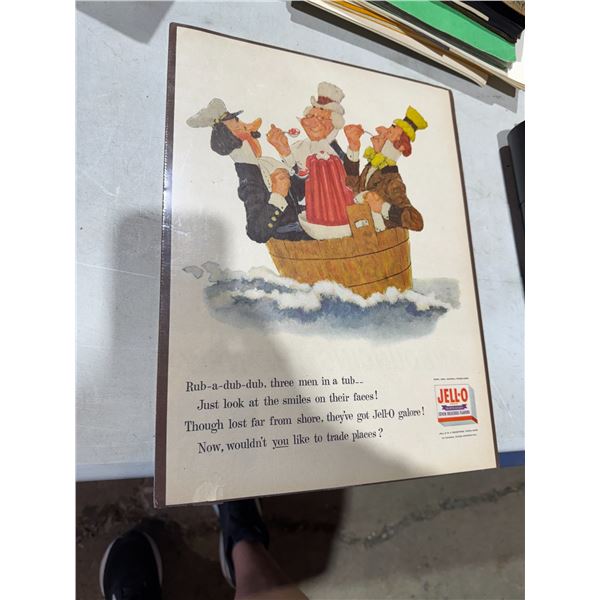 Rub-a-dub-dub, three men in a tub--
Just look at the smiles on their faces!
Though lost far from shore, they've got Jell-O galore!
Now, wouldn't you like to trade places?
JELL-O